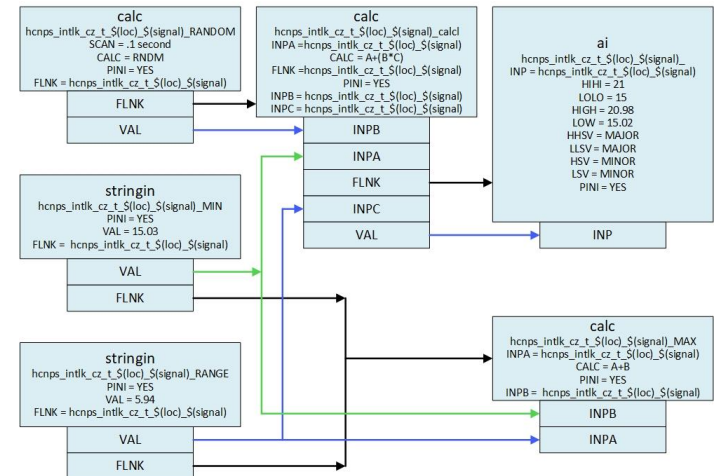 calc
hcnps_intlk_cz_t_$(loc)_$(signal)_RANDOM
SCAN = .1 second
CALC = RNDM
PINI = YES
FLNK = hcnps_intlk_cz_t_$(loc)_$(signal)
FLNK
VAL
calc
hcnps_intlk_cz_t_$(loc)_$(signal)_calcl
INPA =hcnps_intlk_cz_t_$(loc)_$(signal)
CALC = A+(B*C)
FLNK =hcnps_intlk_cz_t_$(loc)_$(signal)
PINI = YES
INPB = hcnps_intlk_cz_t_$(loc)_$(signal)
INPC = hcnps_intlk_cz_t_$(loc)_$(signal)
INPB
INPA
FLNK
INPC
VAL
ai
hcnps_intlk_cz_t_$(loc)_$(signal)_
INP = hcnps_intlk_cz_t_$(loc)_$(signal)
HIHI = 21
LOLO = 15
HIGH = 20.98
LOW = 15.02
HHSV = MAJOR
LLSV = MAJOR
HSV = MINOR
LSV = MINOR
PINI = YES
INP
stringin
hcnps_intlk_cz_t_$(loc)_$(signal)_MIN
PINI = YES
VAL = 15.03
FLNK = hcnps_intlk_cz_t_$(loc)_$(signal)
VAL
FLNK
stringin
hcnps_intlk_cz_t_$(loc)_$(signal)_RANGE
PINI = YES
VAL = 5.94
FLNK = hcnps_intlk_cz_t_$(loc)_$(signal)
VAL
FLNK
calc
hcnps_intlk_cz_t_$(loc)_$(signal)_MAX
INPA = hcnps_intlk_cz_t_$(loc)_$(signal)
CALC = A+B
PINI = YES
INPB = hcnps_intlk_cz_t_$(loc)_$(signal)
INPB
INPA